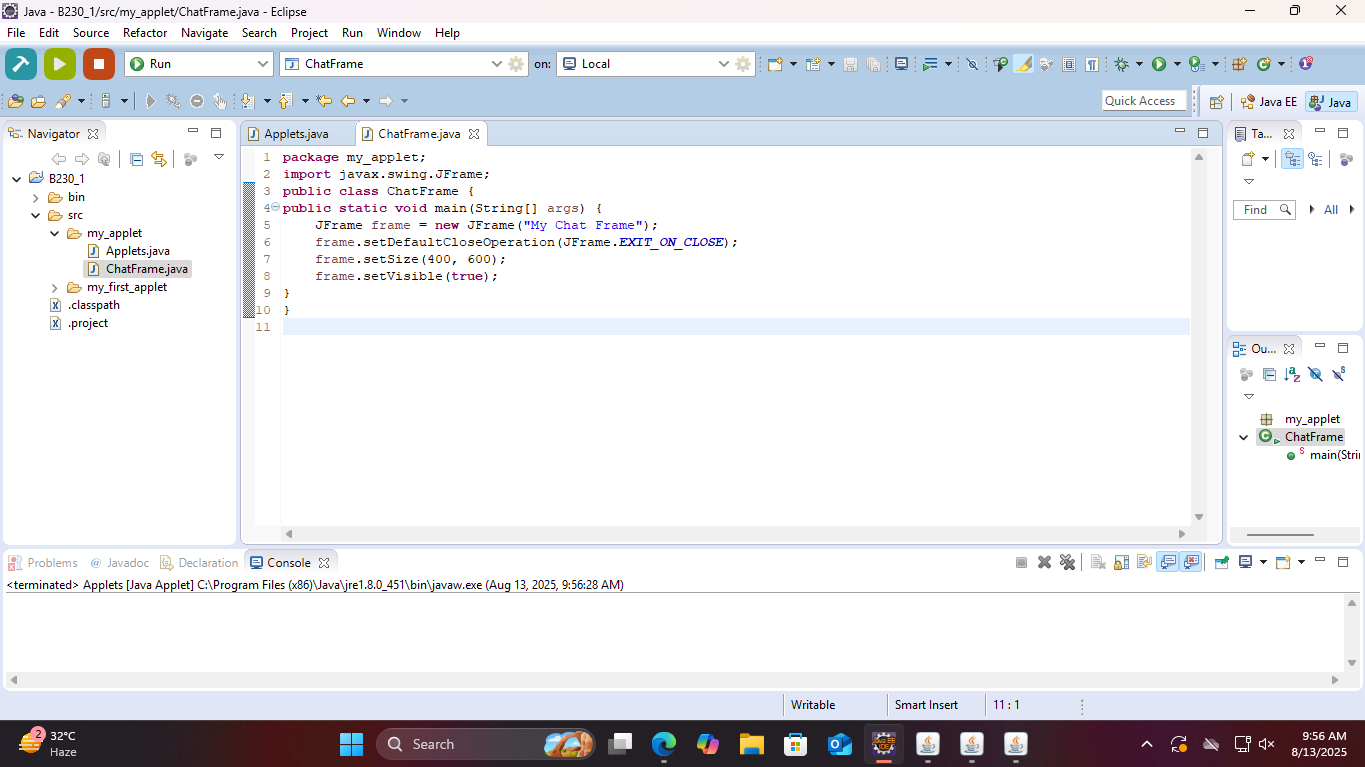 Java - B230_1/src/my_applet/ChatFrame.java - Eclipse
File Edit Source Refactor Navigate Search Project Run Window Help
Run ChatFrame on: Local
Quick Access Java EE Java
Navigator
B230_1
bin
src
my_applet
Applets.java
ChatFrame.java
my_first_applet
.classpath
.project
Applets.java ChatFrame.java
1 package my_applet;
2 import javax.swing.JFrame;
3 public class ChatFrame {
4 public static void main(String[] args) {
5 JFrame frame = new JFrame("My Chat Frame");
6 frame.setDefaultCloseOperation(JFrame.EXIT_ON_CLOSE);
7 frame.setSize(400, 600);
8 frame.setVisible(true);
9 }
10 }
11
Ta...
Find All
Ou...
my_applet
ChatFrame
main(Strin
Problems Javadoc Declaration Console
<terminated> Applets [Java Applet] C:\Program Files (x86)\Java\jre1.8.0_451\bin\javaw.exe (Aug 13, 2025, 9:56:28 AM)
Writable Smart Insert 11 : 1
2 32°C
Haze
Search
9:56 AM
8/13/2025